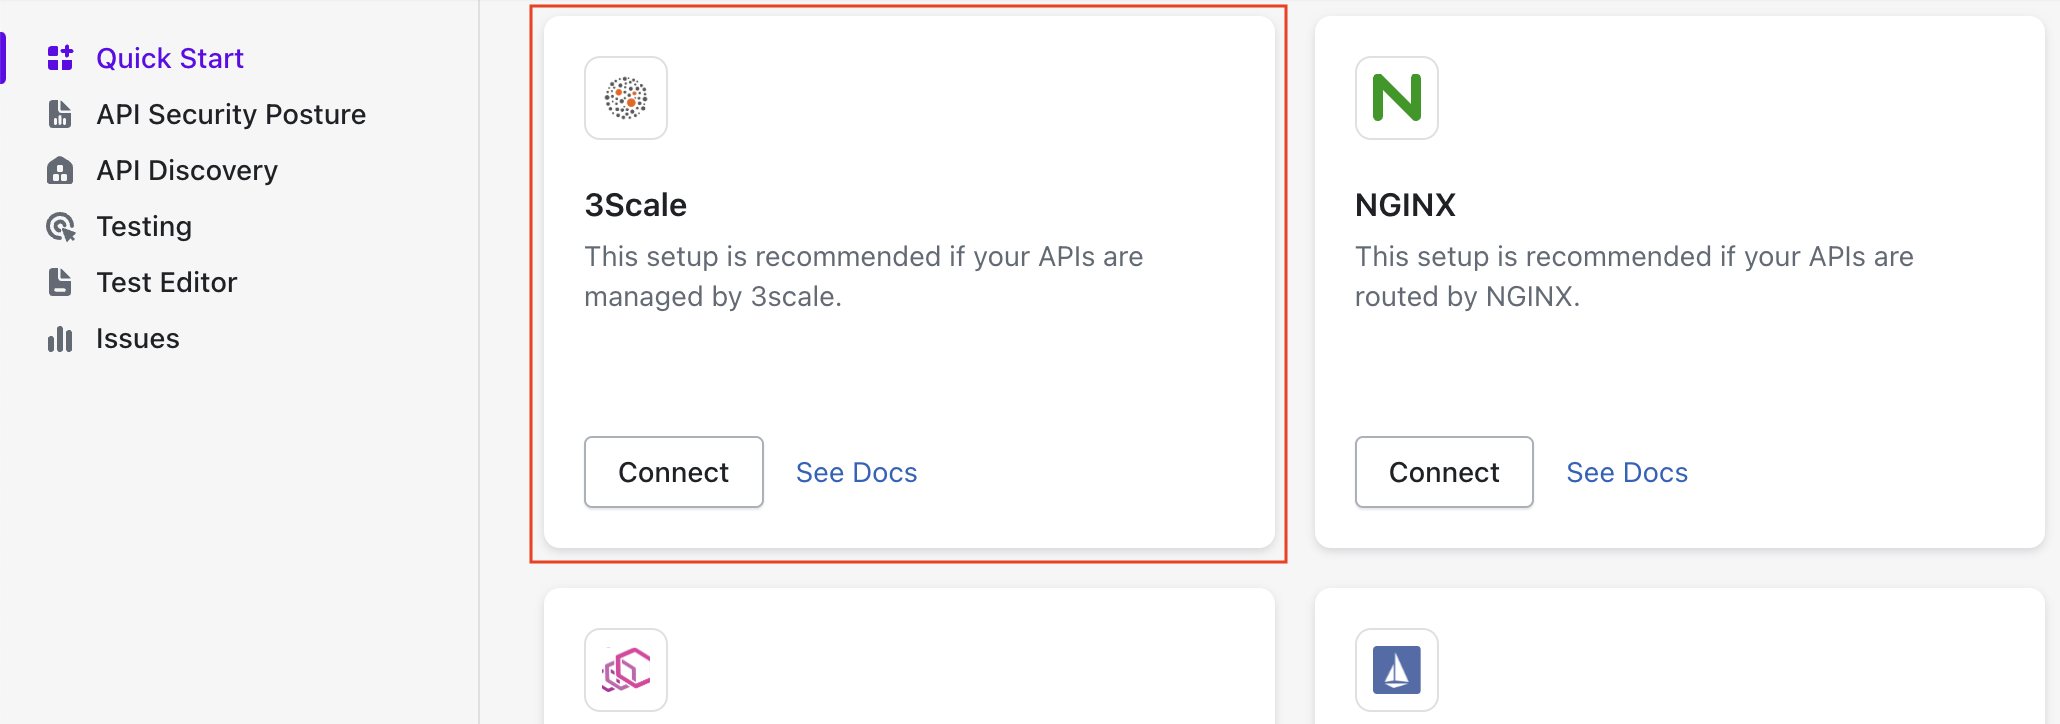 Quick Start
API Security Posture
API Discovery
Testing
Test Editor
Issues
3Scale
This setup is recommended if your APIs are
managed by 3scale.
Connect
See Docs
NGINX
This setup is recommended if your APIs are
routed by NGINX.
Connect
See Docs